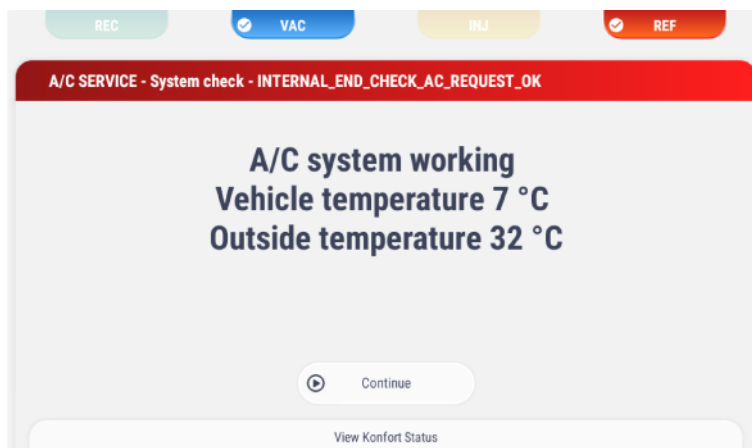 REC VAC INJ REF
A/C SERVICE - System check - INTERNAL_END_CHECK_AC_REQUEST_OK
A/C system working
Vehicle temperature 7 °C
Outside temperature 32 °C
Continue
View Konfort Status